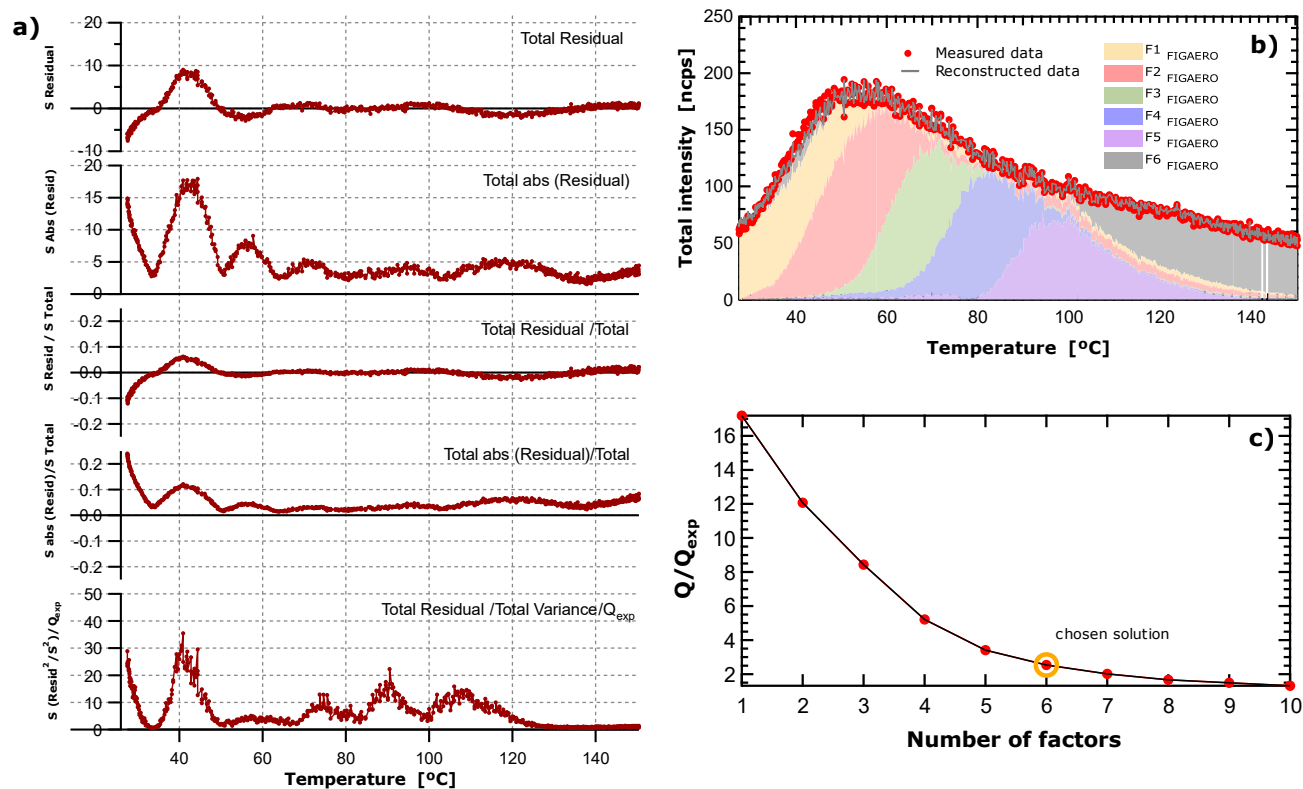 a)
Total Residual
S Residual
20
10
0
-10
Total abs (Residual)
S Abs (Resid)
20
15
10
5
0
Total Residual /Total
S Resid / S Total
0.2
0.1
0.0
-0.1
-0.2
Total abs (Residual)/Total
S abs (Resid)/S Total
0.2
0.1
0.0
-0.1
-0.2
Total Residual /Total Variance/Qexp
S (Resid²/s²)/Qexp
50
40
30
20
10
0
40 60 80 100 120 140
Temperature [ºC]
b)
Measured data
Reconstructed data
F1 FIGAERO
F2 FIGAERO
F3 FIGAERO
F4 FIGAERO
F5 FIGAERO
F6 FIGAERO
Total intensity [ncps]
250
200
150
100
50
0
40 60 80 100 120 140
Temperature [ºC]
c)
chosen solution
Q/Qexp
16
14
12
10
8
6
4
2
1 2 3 4 5 6 7 8 9 10
Number of factors